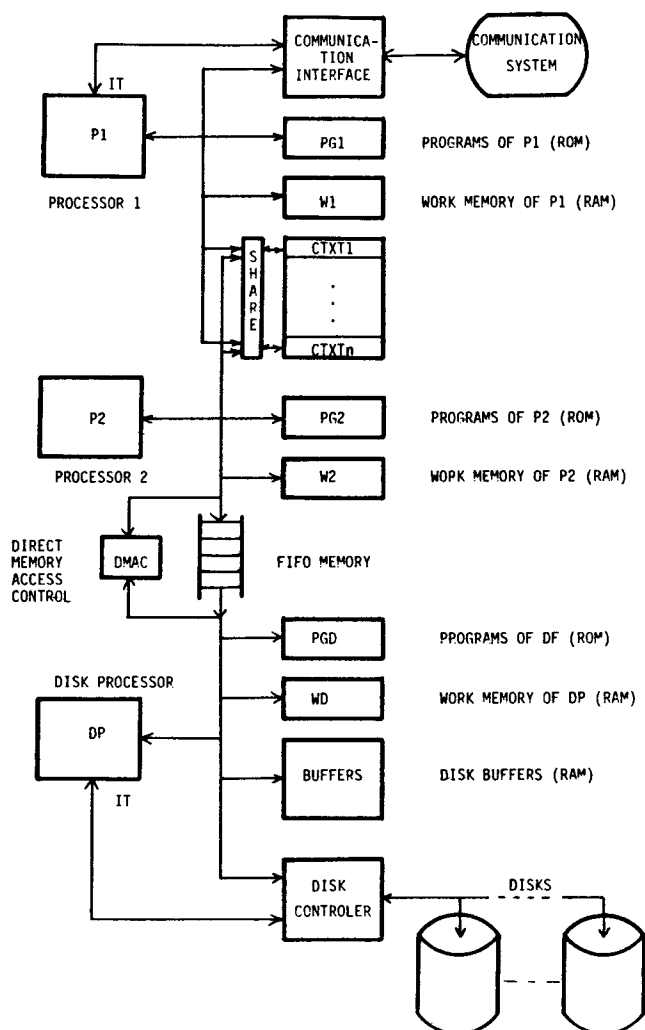 COMMUNICA-
TION
INTERFACE
COMMUNICATION
SYSTEM
IT
P1
PROCESSOR 1
PG1
PROGRAMS OF P1 (ROM)
W1
WORK MEMORY OF P1 (RAM)
SHARE
CTXT1
.
.
.
CTXTn
P2
PROCESSOR 2
PG2
PROGRAMS OF P2 (ROM)
W2
WOPK MEMORY OF P2 (RAM)
DIRECT
MEMORY
ACCESS
CONTROL
DMAC
FIFO MEMORY
PGD
PPOGRAMS OF DF (ROM)
DISK PROCESSOR
WD
WORK MEMORY OF DP (RAM)
DP
BUFFERS
DISK BUFFERS (RAM)
IT
DISK
CONTROLER
DISKS